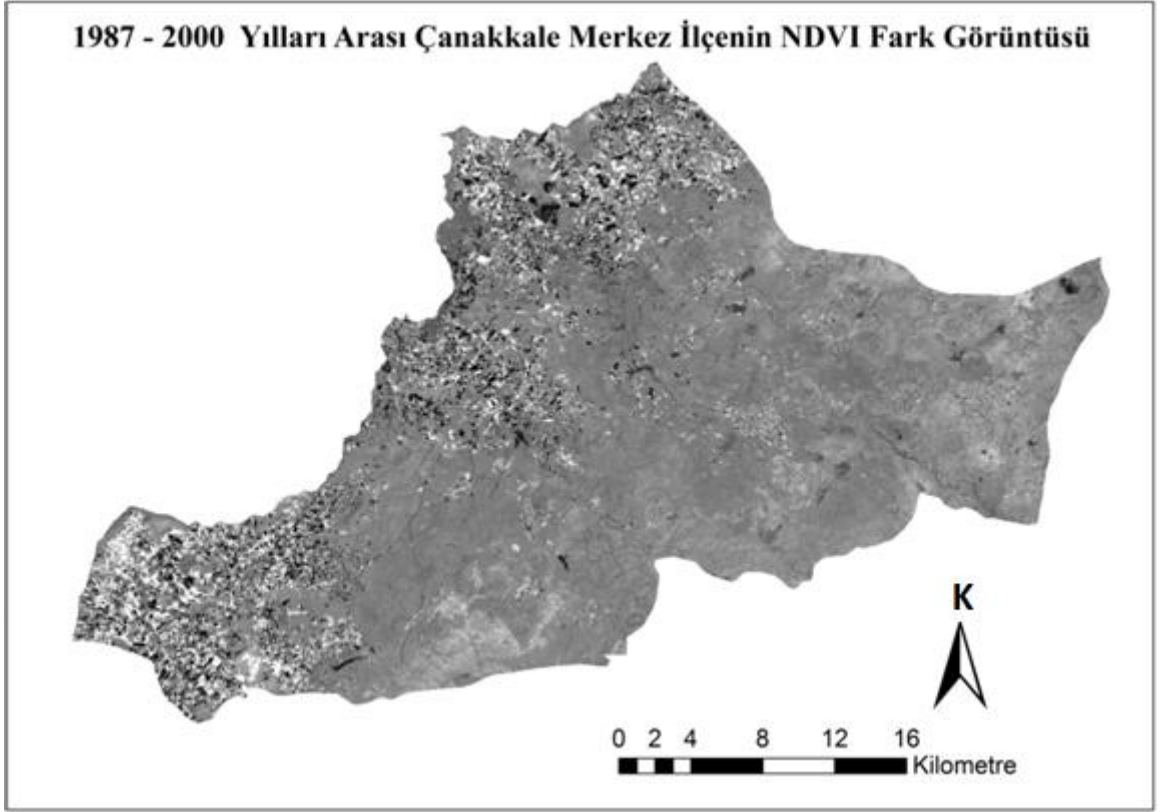 1987 - 2000 Yılları Arası Çanakkale Merkez İlçenin NDVI Fark Görüntüsü
K
0 2 4 8 12 16
Kilometre